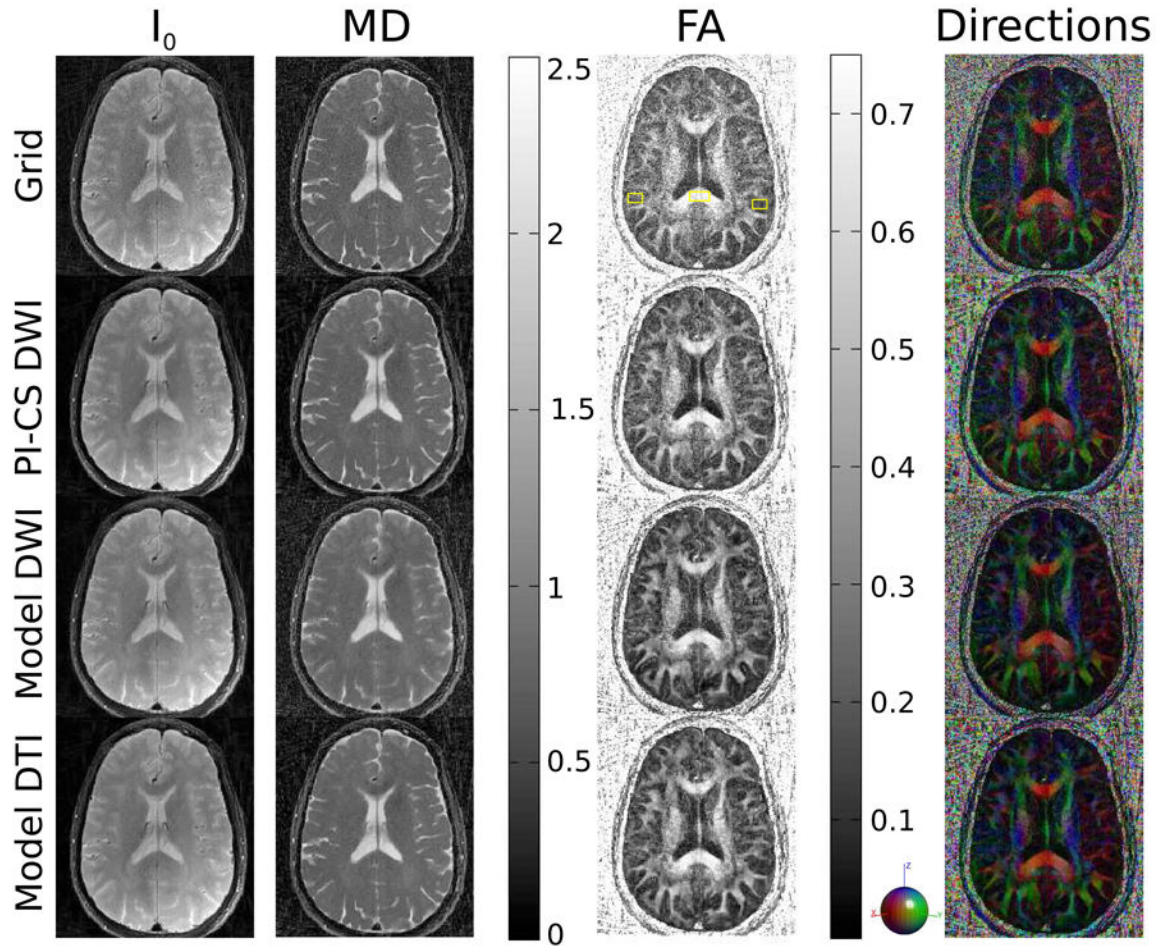 I₀ MD FA Directions
Grid
PI-CS DWI
Model DWI
Model DTI
2.5
2
1.5
1
0.5
0
0.7
0.6
0.5
0.4
0.3
0.2
0.1
z
x
y